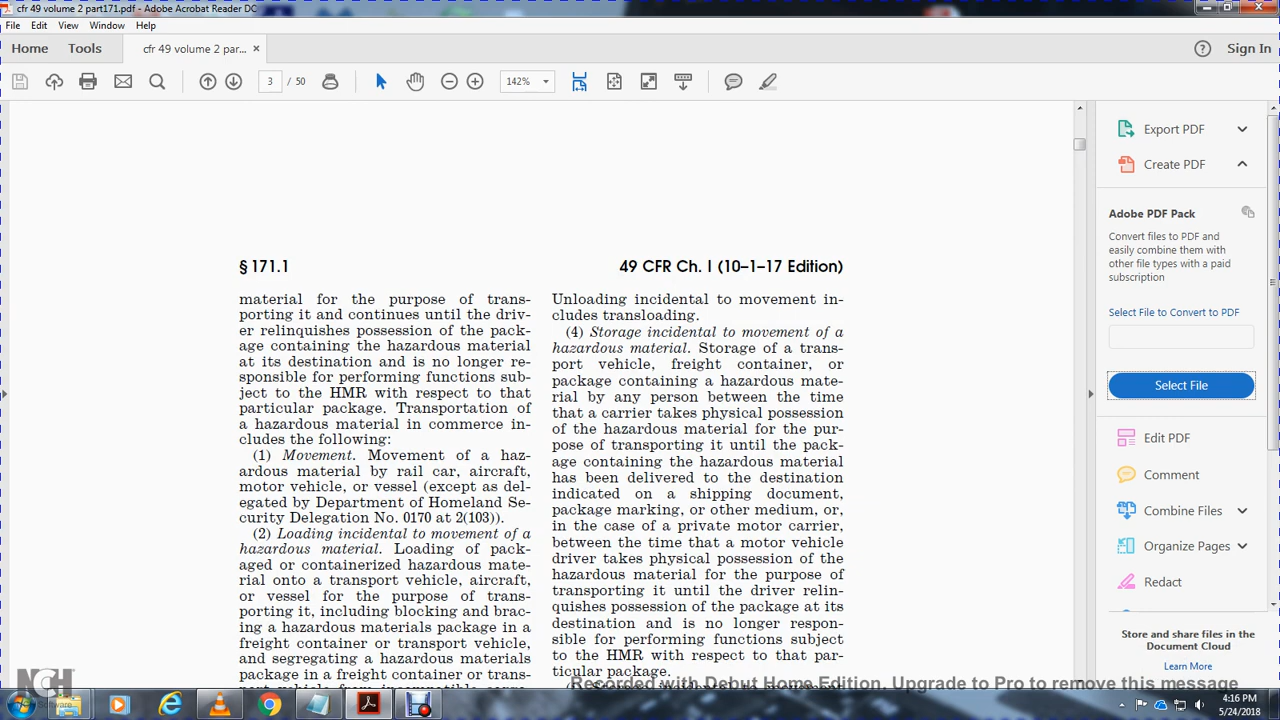 cfr 49 volume 2 part171.pdf - Adobe Acrobat Reader DC
File Edit View Window Help
Home Tools cfr 49 volume 2 par... × Sign In
3 / 50 142%
§ 171.1
49 CFR Ch. I (10–1–17 Edition)
material for the purpose of trans-
porting it and continues until the driv-
er relinquishes possession of the pack-
age containing the hazardous material
at its destination and is no longer re-
sponsible for performing functions sub-
ject to the HMR with respect to that
particular package. Transportation of
a hazardous material in commerce in-
cludes the following:
(1) Movement. Movement of a haz-
ardous material by rail car, aircraft,
motor vehicle, or vessel (except as del-
egated by Department of Homeland Se-
curity Delegation No. 0170 at 2(103)).
(2) Loading incidental to movement of a
hazardous material. Loading of pack-
aged or containerized hazardous mate-
rial onto a transport vehicle, aircraft,
or vessel for the purpose of trans-
porting it, including blocking and brac-
ing a hazardous materials package in a
freight container or transport vehicle,
and segregating a hazardous materials
package in a freight container or trans-
Unloading incidental to movement in-
cludes transloading.
(4) Storage incidental to movement of a
hazardous material. Storage of a trans-
port vehicle, freight container, or
package containing a hazardous mate-
rial by any person between the time
that a carrier takes physical possession
of the hazardous material for the pur-
pose of transporting it until the pack-
age containing the hazardous material
has been delivered to the destination
indicated on a shipping document,
package marking, or other medium, or,
in the case of a private motor carrier,
between the time that a motor vehicle
driver takes physical possession of the
hazardous material for the purpose of
transporting it until the driver relin-
quishes possession of the package at its
destination and is no longer respon-
sible for performing functions subject
to the HMR with respect to that par-
ticular package.
Export PDF
Create PDF
Adobe PDF Pack
Convert files to PDF and
easily combine them with
other file types with a paid
subscription
Select File to Convert to PDF
Select File
Edit PDF
Comment
Combine Files
Organize Pages
Redact
Store and share files in the
Document Cloud
Learn More
NCH Software
Recorded with Debut Home Edition. Upgrade to Pro to remove this message
4:16 PM
5/24/2018